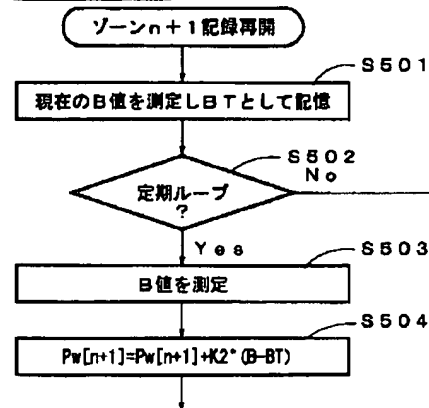 ゾーンn+1記録再開
S501
現在のB値を測定しBTとして記憶
S502
No
定期ループ
?
Yes
S503
B値を測定
S504
Pw[n+1]=Pw[n+1]+K2*(B-BT)